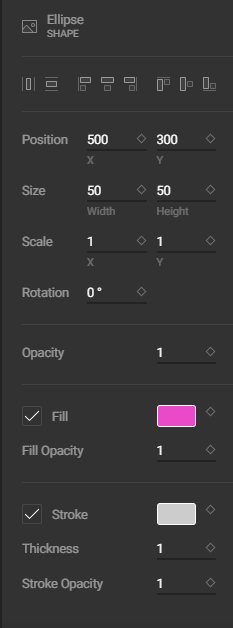 Ellipse
SHAPE
Position 500 300
X Y
Size 50 50
Width Height
Scale 1 1
X Y
Rotation 0 °
Opacity 1
Fill
Fill Opacity 1
Stroke
Thickness 1
Stroke Opacity 1